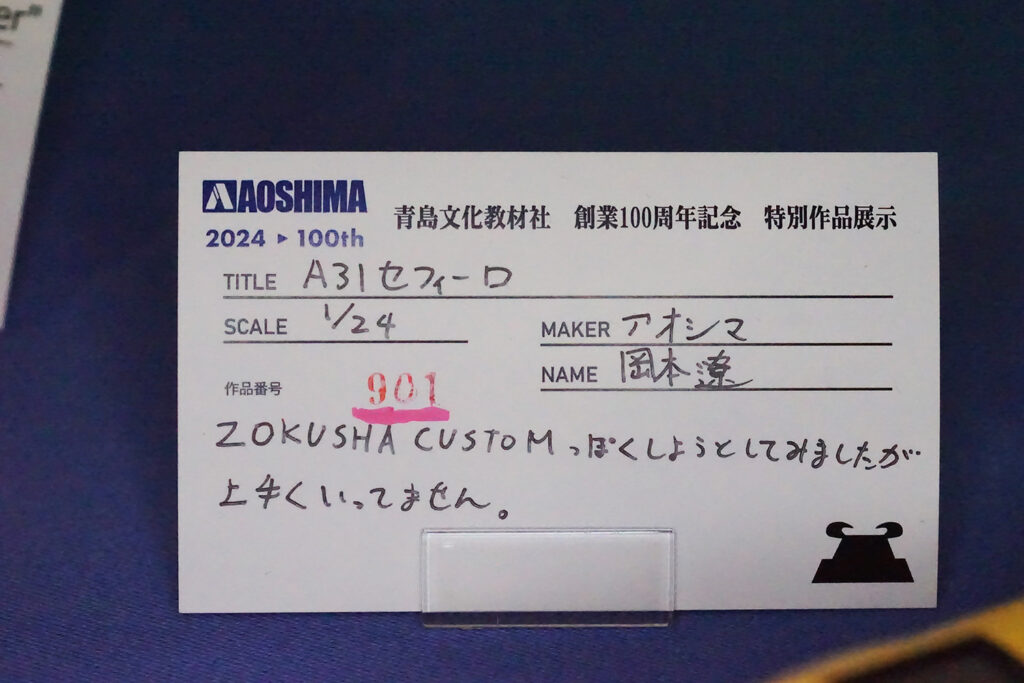 er"
AOSHIMA
2024 ▶ 100th
青島文化教材社 創業100周年記念 特別作品展示
TITLE A31セフィーロ
SCALE 1/24
MAKER アオシマ
NAME 岡本遼
作品番号 901
ZOKUSHA CUSTOMっぽくしようとしてみましたが…
上手くいってません。